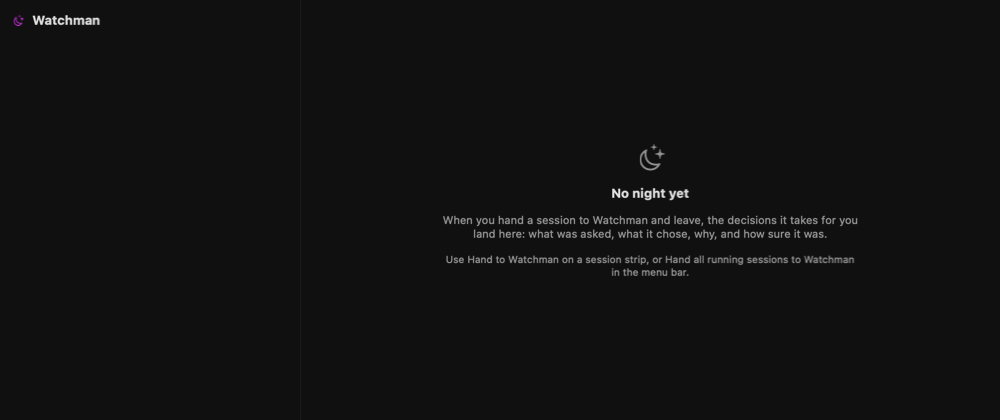 Watchman
No night yet
When you hand a session to Watchman and leave, the decisions it takes for you
land here: what was asked, what it chose, why, and how sure it was.
Use Hand to Watchman on a session strip, or Hand all running sessions to Watchman
in the menu bar.